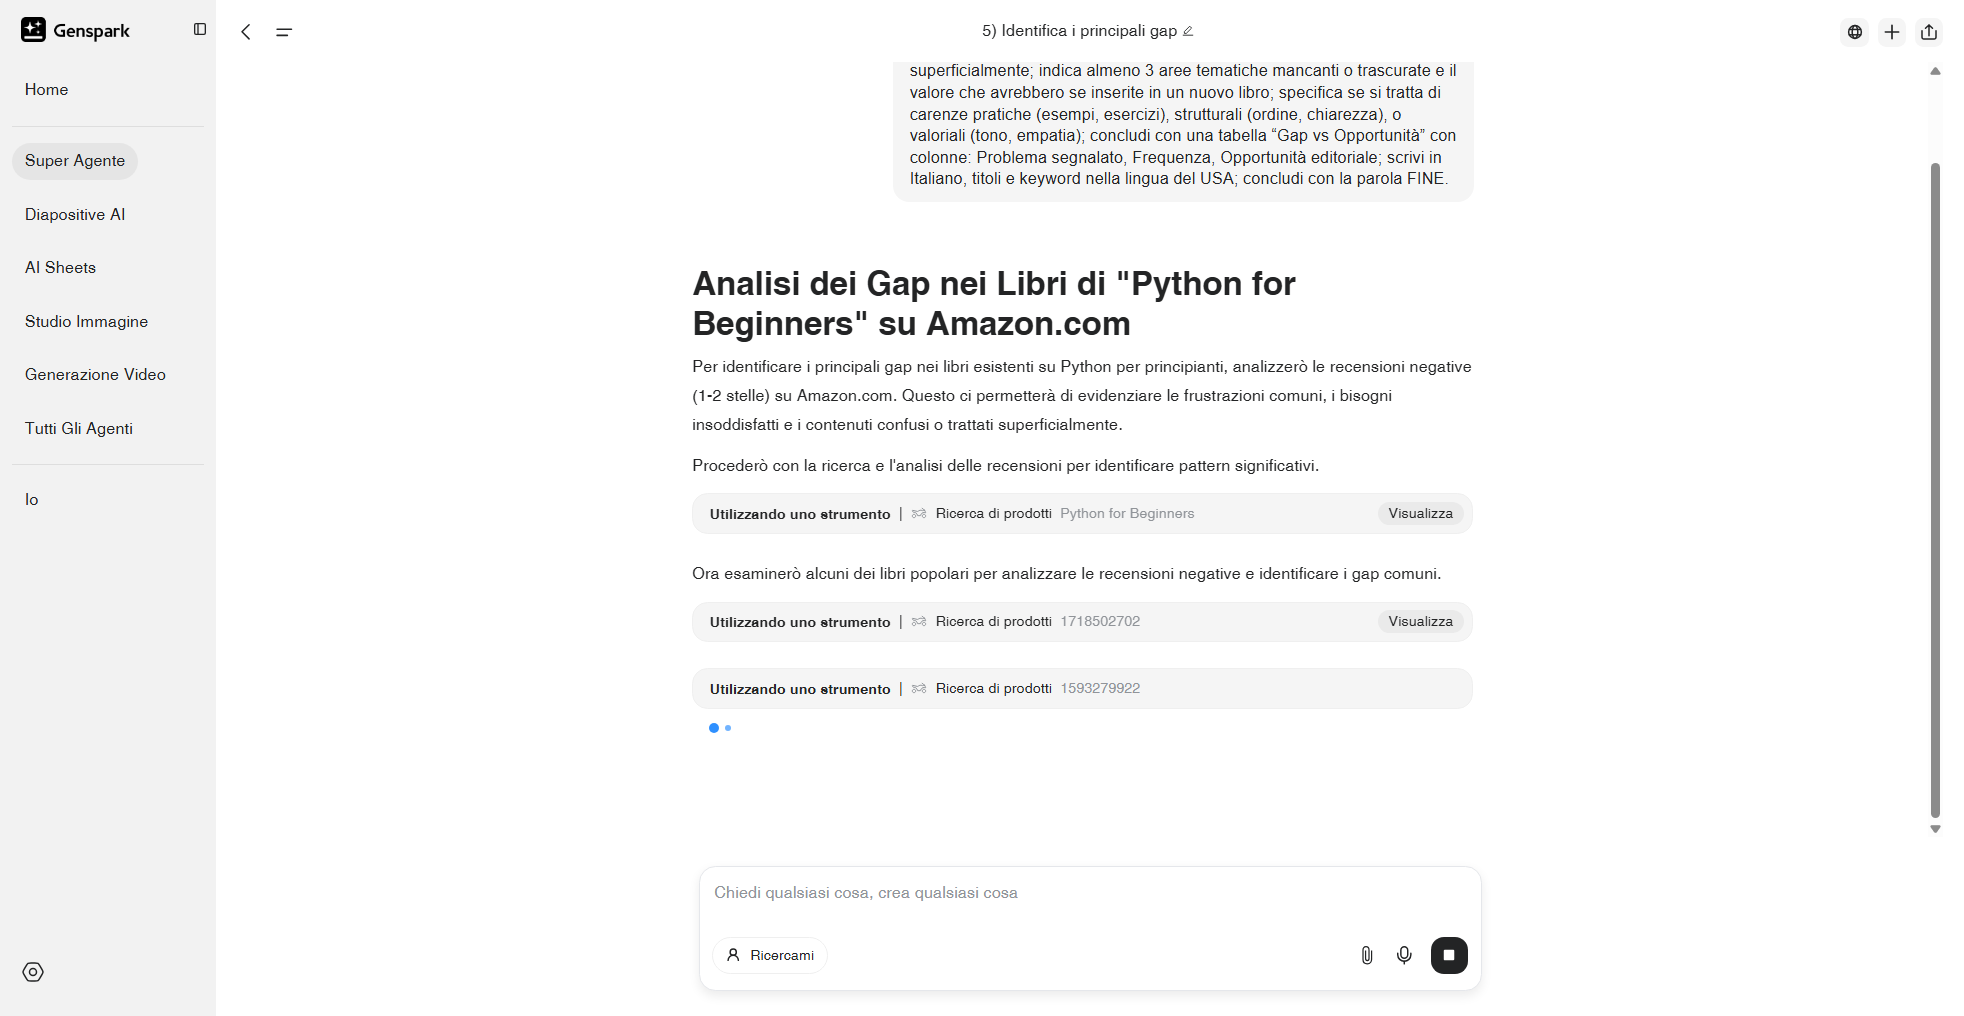 Genspark
Home
Super Agente
Diapositive AI
AI Sheets
Studio Immagine
Generazione Video
Tutti Gli Agenti
Io
5) Identifica i principali gap
superficialmente; indica almeno 3 aree tematiche mancanti o trascurate e il
valore che avrebbero se inserite in un nuovo libro; specifica se si tratta di
carenze pratiche (esempi, esercizi), strutturali (ordine, chiarezza), o
valoriali (tono, empatia); concludi con una tabella “Gap vs Opportunità” con
colonne: Problema segnalato, Frequenza, Opportunità editoriale; scrivi in
Italiano, titoli e keyword nella lingua del USA; concludi con la parola FINE.
Analisi dei Gap nei Libri di "Python for
Beginners" su Amazon.com
Per identificare i principali gap nei libri esistenti su Python per principianti, analizzerò le recensioni negative
(1-2 stelle) su Amazon.com. Questo ci permetterà di evidenziare le frustrazioni comuni, i bisogni
insoddisfatti e i contenuti confusi o trattati superficialmente.
Procederò con la ricerca e l'analisi delle recensioni per identificare pattern significativi.
Utilizzando uno strumento | Ricerca di prodotti Python for Beginners Visualizza
Ora esaminerò alcuni dei libri popolari per analizzare le recensioni negative e identificare i gap comuni.
Utilizzando uno strumento | Ricerca di prodotti 1718502702 Visualizza
Utilizzando uno strumento | Ricerca di prodotti 1593279922
Chiedi qualsiasi cosa, crea qualsiasi cosa
Ricercami